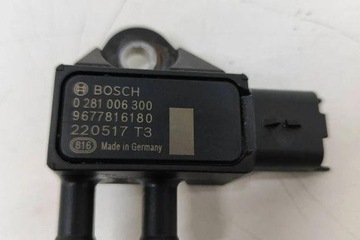 BOSCH
0 281 006 300
9677816180
220517 T3
816 Made in Germany